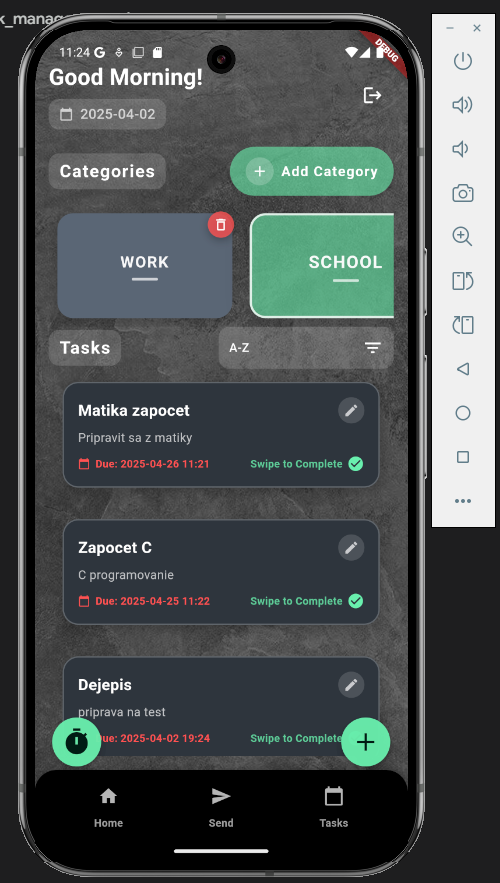 k_manag
11:24 G
DEBUG
Good Morning!
2025-04-02
Categories
+ Add Category
WORK
SCHOOL
Tasks
A-Z
Matika zapocet
Pripravit sa z matiky
Due: 2025-04-26 11:21 Swipe to Complete
Zapocet C
C programovanie
Due: 2025-04-25 11:22 Swipe to Complete
Dejepis
priprava na test
ue: 2025-04-02 19:24 Swipe to Complete
Home Send Tasks